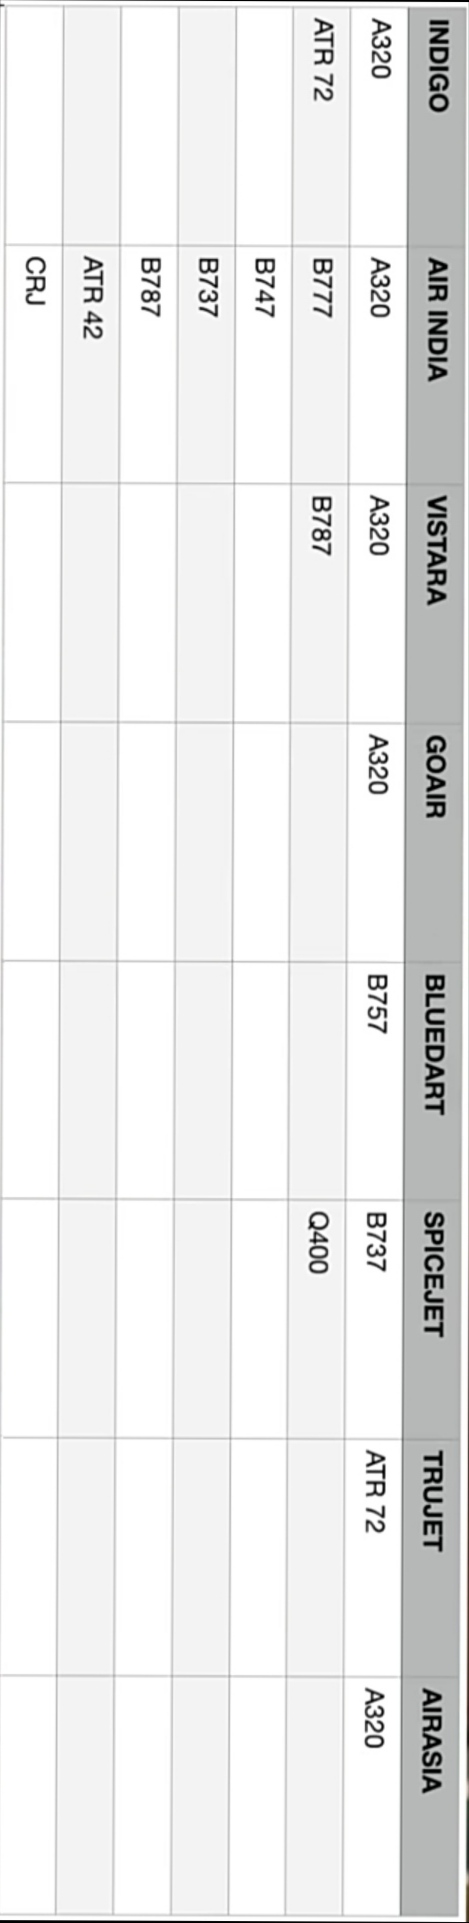 INDIGO AIR INDIA VISTARA GOAIR BLUEDART SPICEJET TRUJET AIRASIA
A320 A320 A320 A320 B757 B737 ATR 72 A320
ATR 72 B777 B787 Q400
B747
B737
B787
ATR 42
CRJ